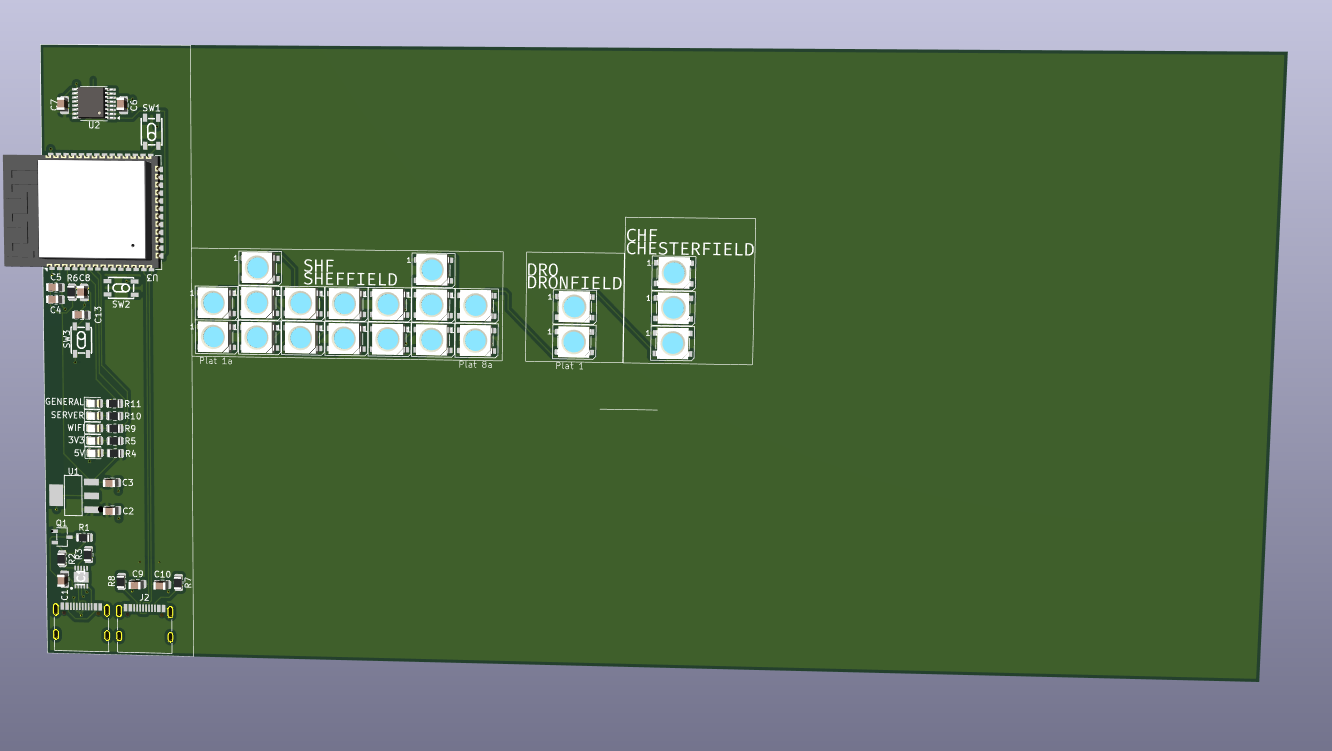 C7
C6
SW1
U2
U3
C5
R6
C8
C4
SW2
C13
SW3
SHF
SHEFFIELD
DRO
DRONFIELD
CHF
CHESTERFIELD
1
1
1
1
1
1
1
1
Plat 1a
Plat 8a
Plat 1
GENERAL
R11
SERVER
R10
WIFI
R9
3V3
R5
5V
R4
U1
C3
C2
Q1
R1
R2
R3
C1
R8
C9
C10
R7
J2